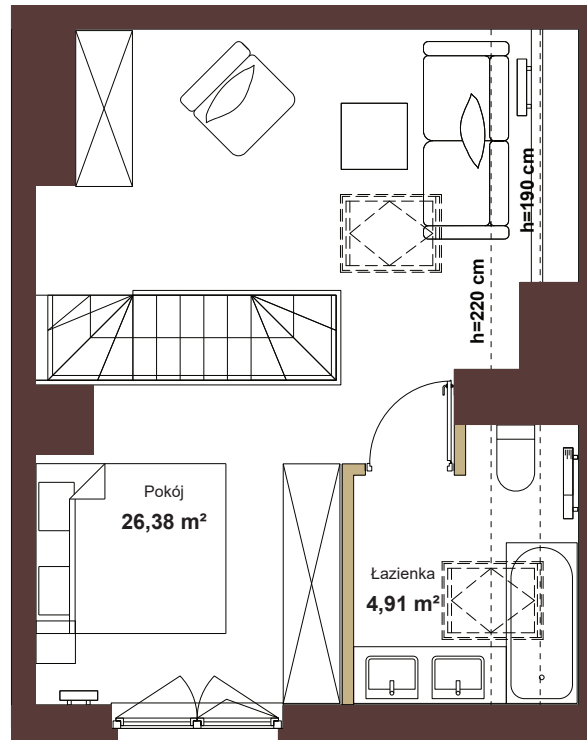 h=190 cm
h=220 cm
Pokój
26,38 m²
Łazienka
4,91 m²